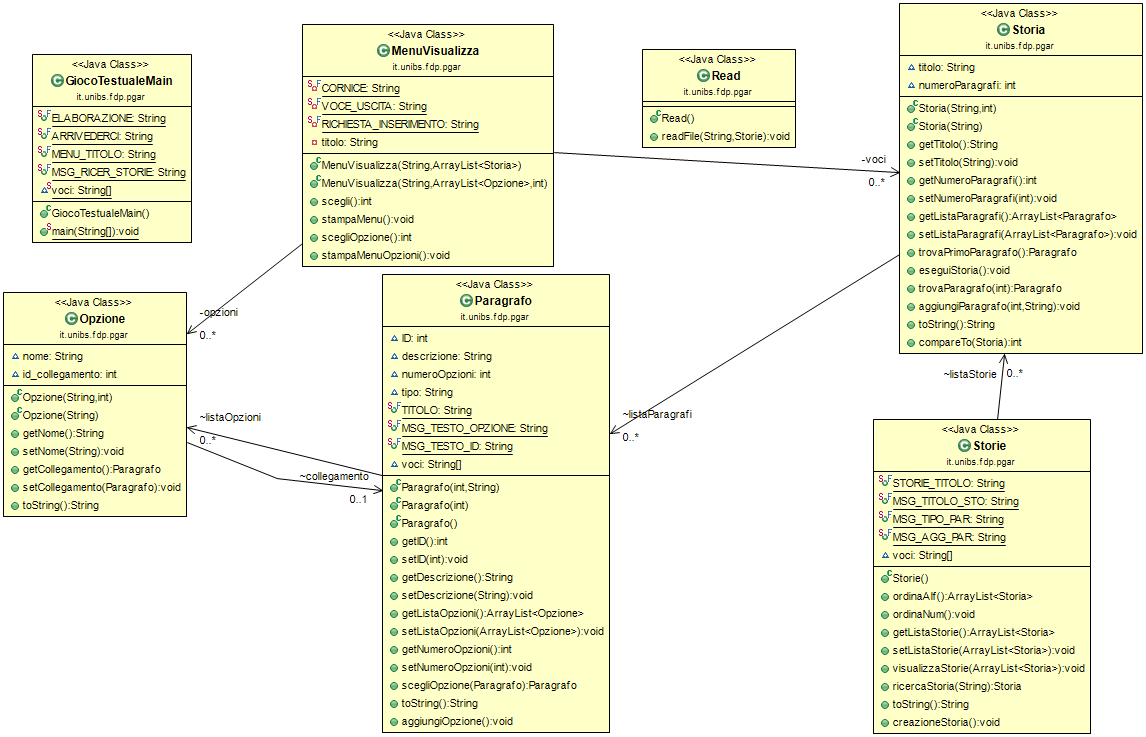 <<Java Class>>
GiocoTestualeMain
it.unibs.fdp.pgar
ELABORAZIONE: String
ARRIVEDERCI: String
MENU_TITOLO: String
MSG_RICER_STORIE: String
voci: String[]
GiocoTestualeMain()
main(String[]):void
<<Java Class>>
MenuVisualizza
it.unibs.fdp.pgar
CORNICE: String
VOCE_USCITA: String
RICHIESTA_INSERIMENTO: String
titolo: String
MenuVisualizza(String,ArrayList<Storia>)
MenuVisualizza(String,ArrayList<Opzione>,int)
scegli():int
stampaMenu():void
scegliOpzione():int
stampaMenuOpzioni():void
<<Java Class>>
Read
it.unibs.fdp.pgar
Read()
readFile(String,Storie):void
<<Java Class>>
Storia
it.unibs.fdp.pgar
titolo: String
numeroParagrafi: int
Storia(String,int)
Storia(String)
getTitolo():String
setTitolo(String):void
getNumeroParagrafi():int
setNumeroParagrafi(int):void
getListaParagrafi():ArrayList<Paragrafo>
setListaParagrafi(ArrayList<Paragrafo>):void
trovaPrimoParagrafo():Paragrafo
eseguiStoria():void
trovaParagrafo(int):Paragrafo
aggiungiParagrafo(int,String):void
toString():String
compareTo(Storia):int
-voci
0..*
-opzioni
0..*
<<Java Class>>
Opzione
it.unibs.fdp.pgar
nome: String
id_collegamento: int
Opzione(String,int)
Opzione(String)
getNome():String
setNome(String):void
getCollegamento():Paragrafo
setCollegamento(Paragrafo):void
toString():String
~listaOpzioni
0..*
~collegamento
0..1
<<Java Class>>
Paragrafo
it.unibs.fdp.pgar
ID: int
descrizione: String
numeroOpzioni: int
tipo: String
TITOLO: String
MSG_TESTO_OPZIONE: String
MSG_TESTO_ID: String
voci: String[]
Paragrafo(int,String)
Paragrafo(int)
Paragrafo()
getID():int
setID(int):void
getDescrizione():String
setDescrizione(String):void
getListaOpzioni():ArrayList<Opzione>
setListaOpzioni(ArrayList<Opzione>):void
getNumeroOpzioni():int
setNumeroOpzioni(int):void
scegliOpzione(Paragrafo):Paragrafo
toString():String
aggiungiOpzione():void
~listaParagrafi
0..*
~listaStorie
0..*
<<Java Class>>
Storie
it.unibs.fdp.pgar
STORIE_TITOLO: String
MSG_TITOLO_STO: String
MSG_TIPO_PAR: String
MSG_AGG_PAR: String
voci: String[]
Storie()
ordinaAlf():ArrayList<Storia>
ordinaNum():void
getListaStorie():ArrayList<Storia>
setListaStorie(ArrayList<Storia>):void
visualizzaStorie(ArrayList<Storia>):void
ricercaStoria(String):Storia
toString():String
creazioneStoria():void